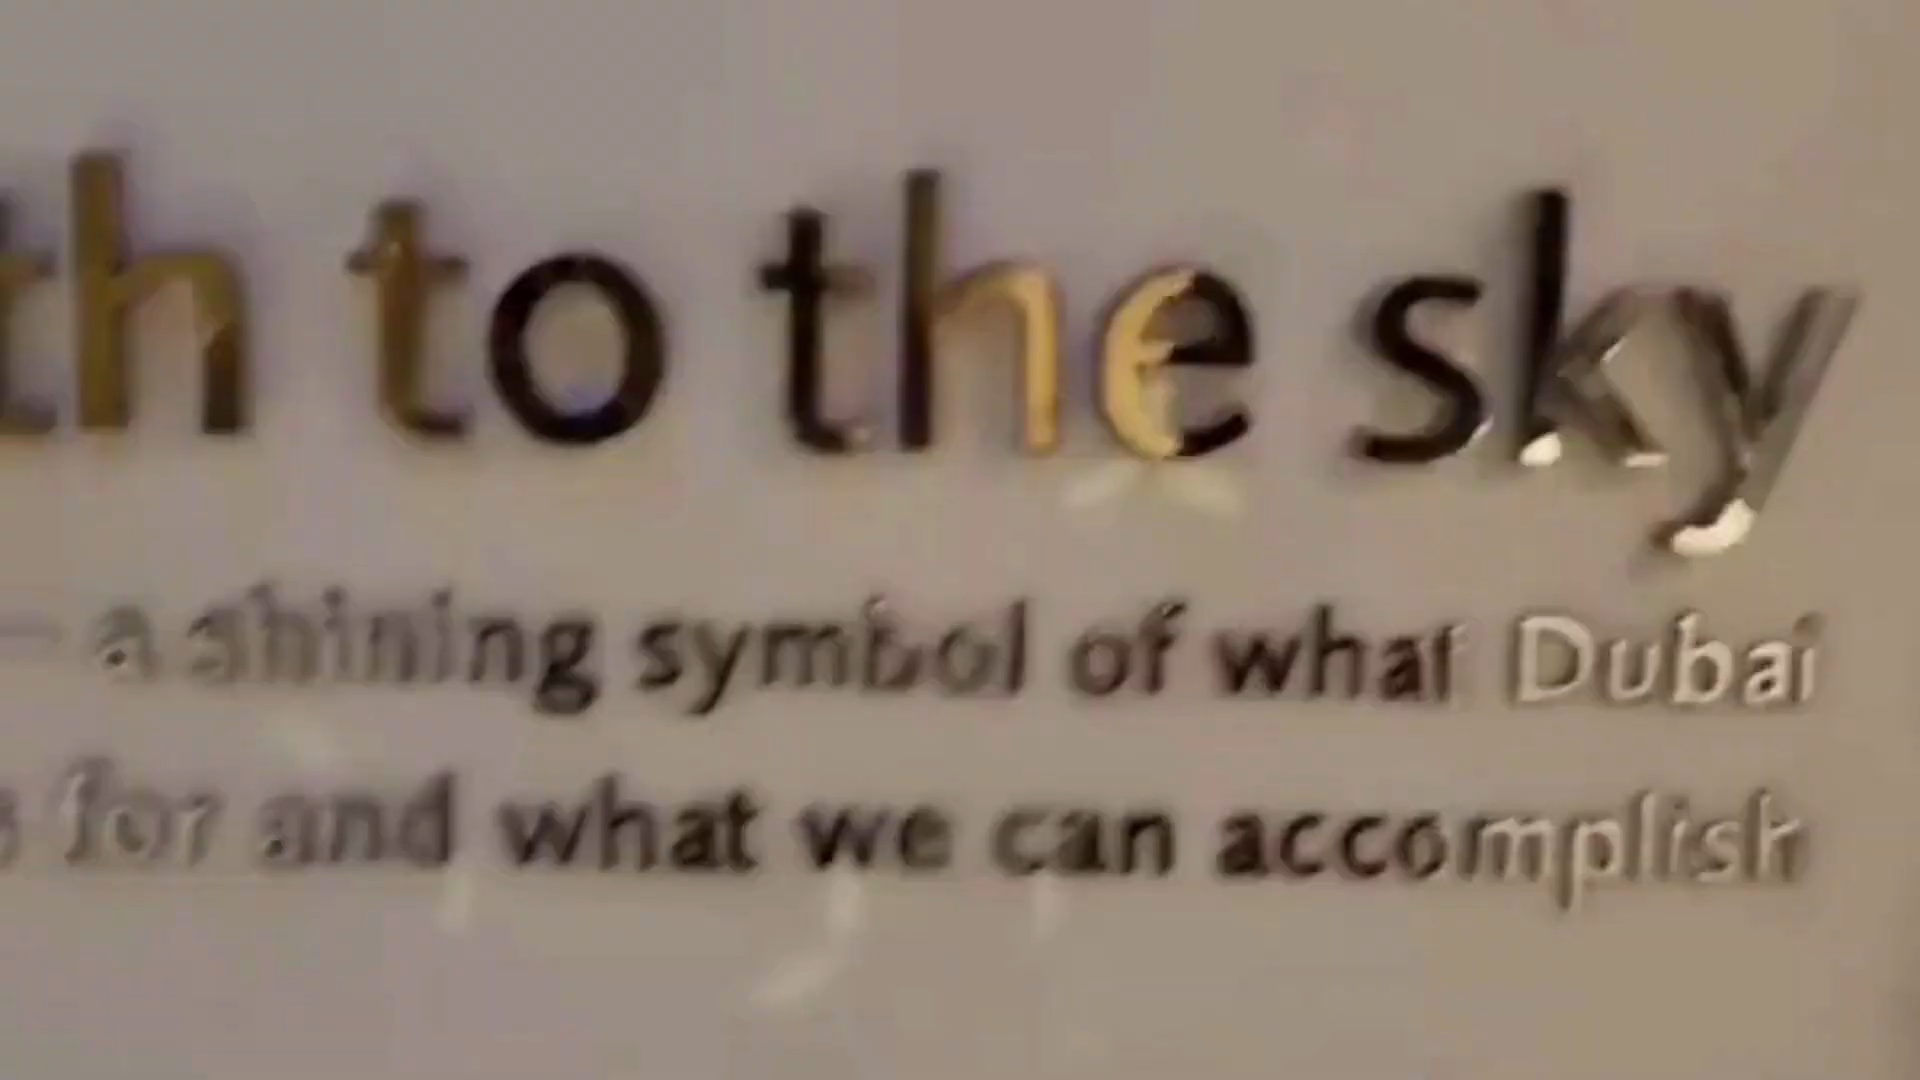 th to the sky
— a shining symbol of what Dubai
for and what we can accomplish